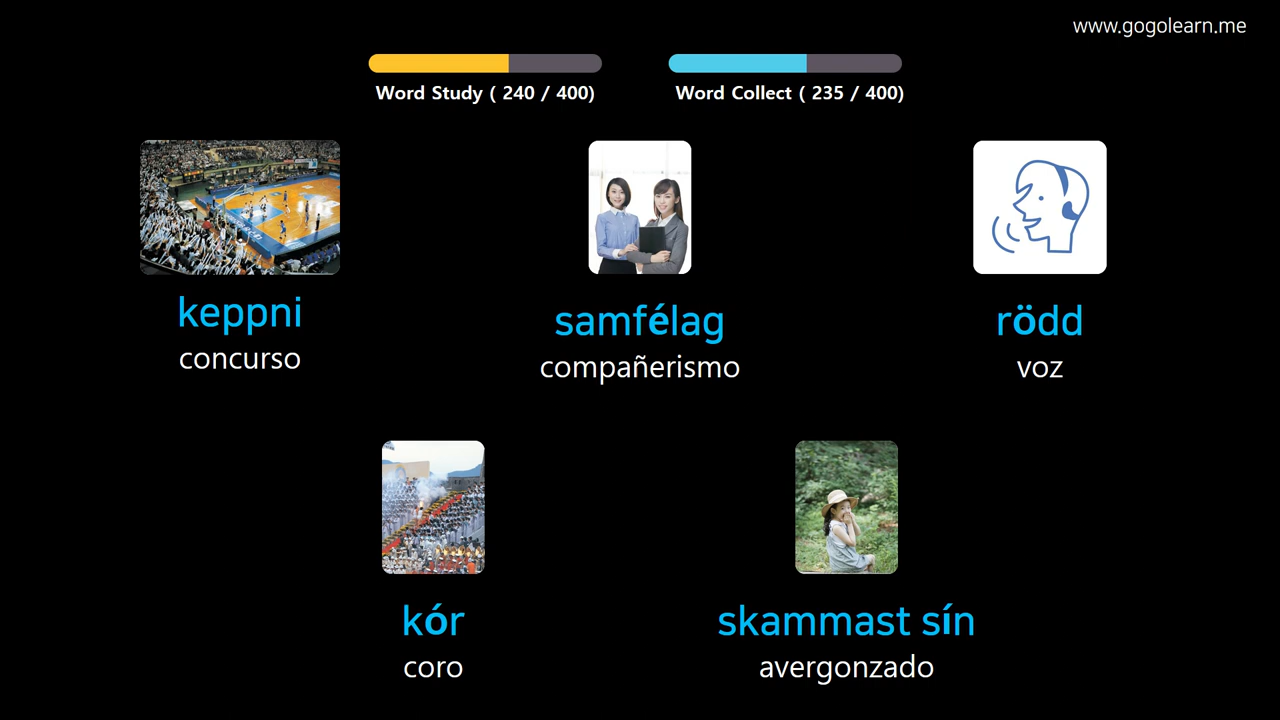 www.gogolearn.me
Word Study ( 240 / 400)
Word Collect ( 235 / 400)
keppni
concurso
samfélag
compañerismo
rödd
voz
kór
coro
skammast sín
avergonzado